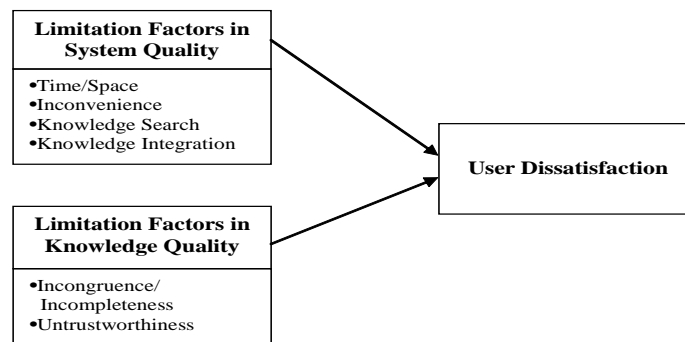 Limitation Factors in
System Quality
•Time/Space
•Inconvenience
•Knowledge Search
•Knowledge Integration
User Dissatisfaction
Limitation Factors in
Knowledge Quality
•Incongruence/
Incompleteness
•Untrustworthiness